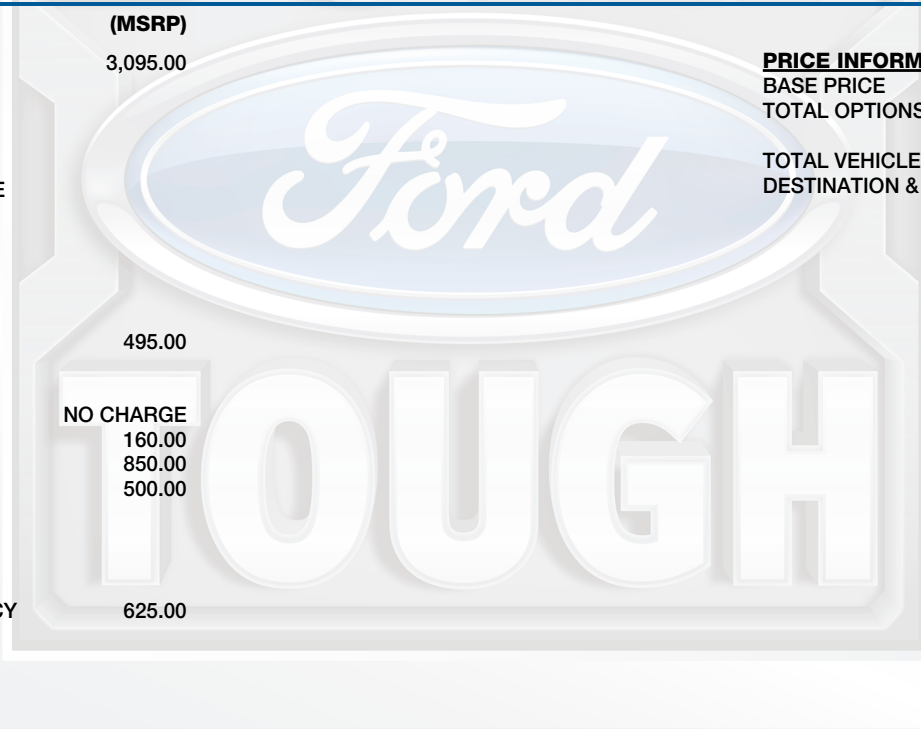 (MSRP)
3,095.00
E
495.00
NO CHARGE
160.00
850.00
500.00
CY 625.00
PRICE INFORM
BASE PRICE
TOTAL OPTIONS
TOTAL VEHICLE
DESTINATION &
Ford
TOUGH